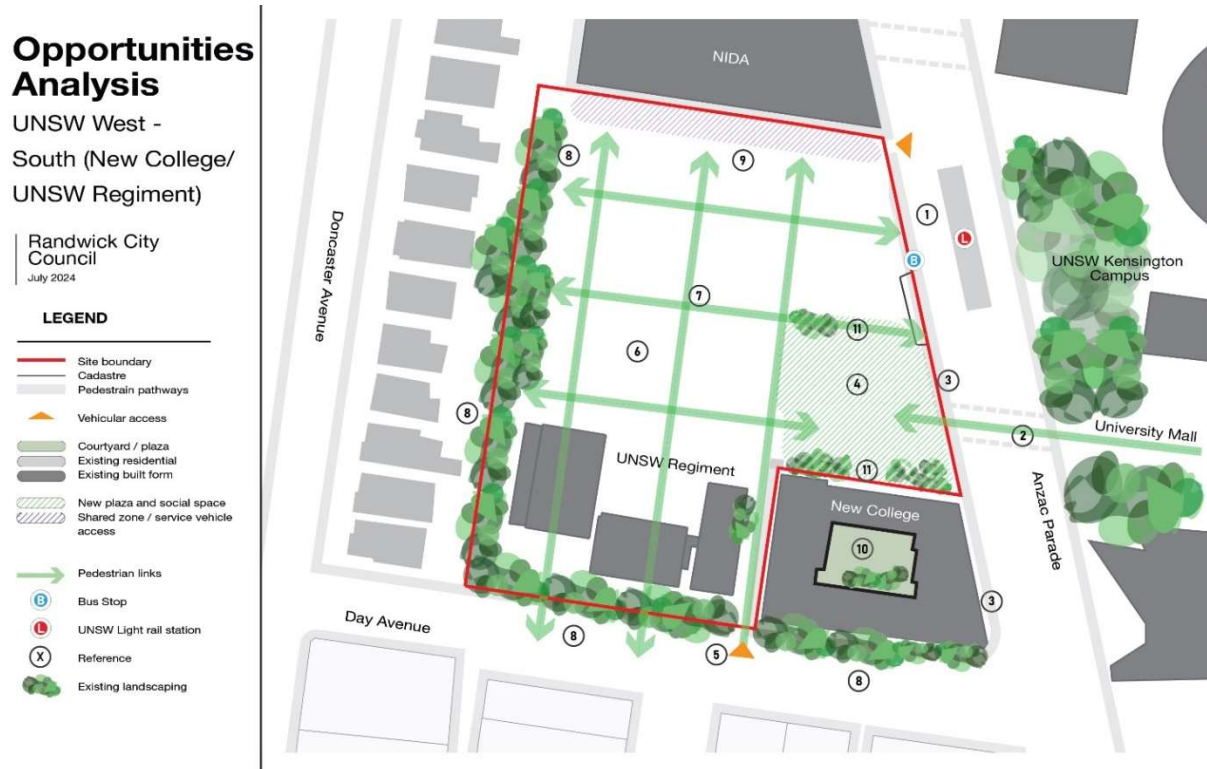 Opportunities
Analysis
UNSW West -
South (New College/
UNSW Regiment)
Randwick City
Council
July 2024
LEGEND
Site boundary
Cadastre
Pedestrain pathways
Vehicular access
Courtyard / plaza
Existing residential
Existing built form
New plaza and social space
Shared zone / service vehicle
access
Pedestrian links
B
Bus Stop
L
UNSW Light rail station
X
Reference
Existing landscaping
NIDA
8
9
1
L
B
UNSW Kensington
Campus
Doncaster Avenue
7
11
6
4
3
8
2
University Mall
UNSW Regiment
11
Anzac Parade
New College
10
3
Day Avenue
8
5
8